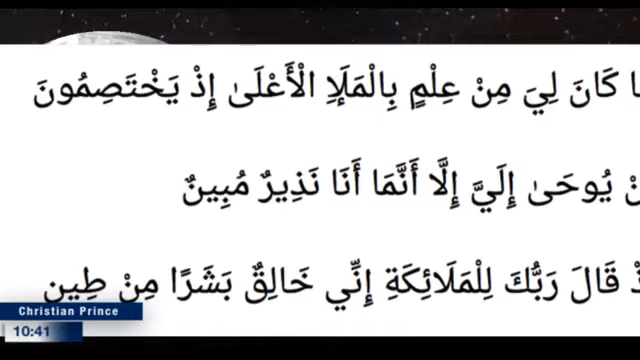 كَانَ لِيَ مِنْ عِلْمٍ بِالْمَلَإِ الْأَعْلَىٰ إِذْ يَخْتَصِمُونَ
يُوحَىٰ إِلَيَّ إِلَّا أَنَّمَا أَنَا نَذِيرٌ مُبِينٌ
قَالَ رَبُّكَ لِلْمَلَائِكَةِ إِنِّي خَالِقٌ بَشَرًا مِنْ طِينٍ
Christian Prince
10:41